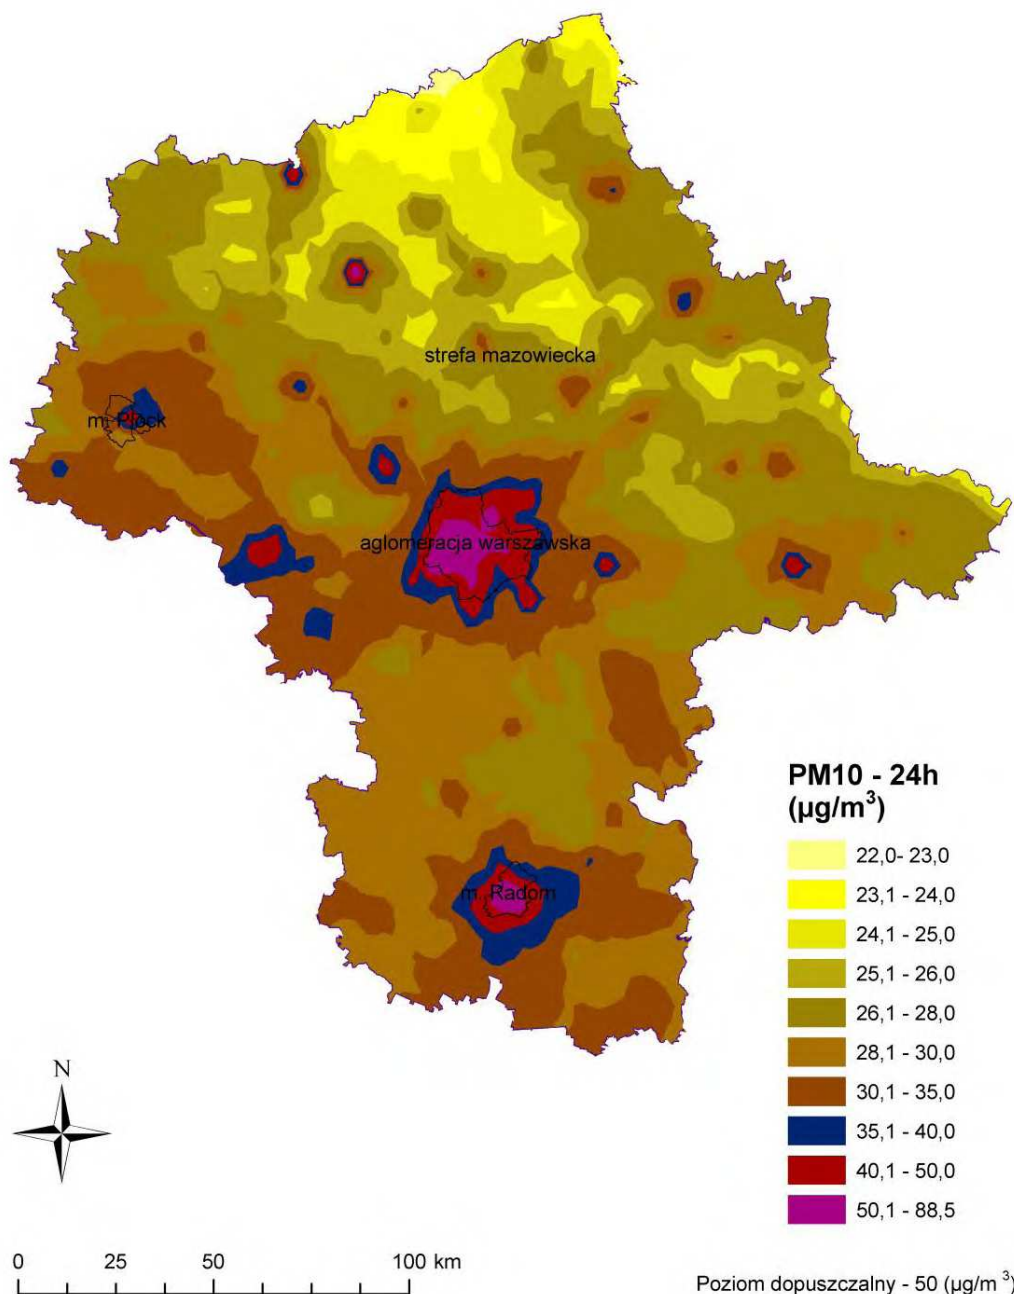 strefa mazowiecka
m. Płock
aglomeracja warszawska
m. Radom
PM10 - 24h
(µg/m³)
22,0- 23,0
23,1 - 24,0
24,1 - 25,0
25,1 - 26,0
26,1 - 28,0
28,1 - 30,0
30,1 - 35,0
35,1 - 40,0
40,1 - 50,0
50,1 - 88,5
N
0 25 50 100 km
Poziom dopuszczalny - 50 (µg/m³)